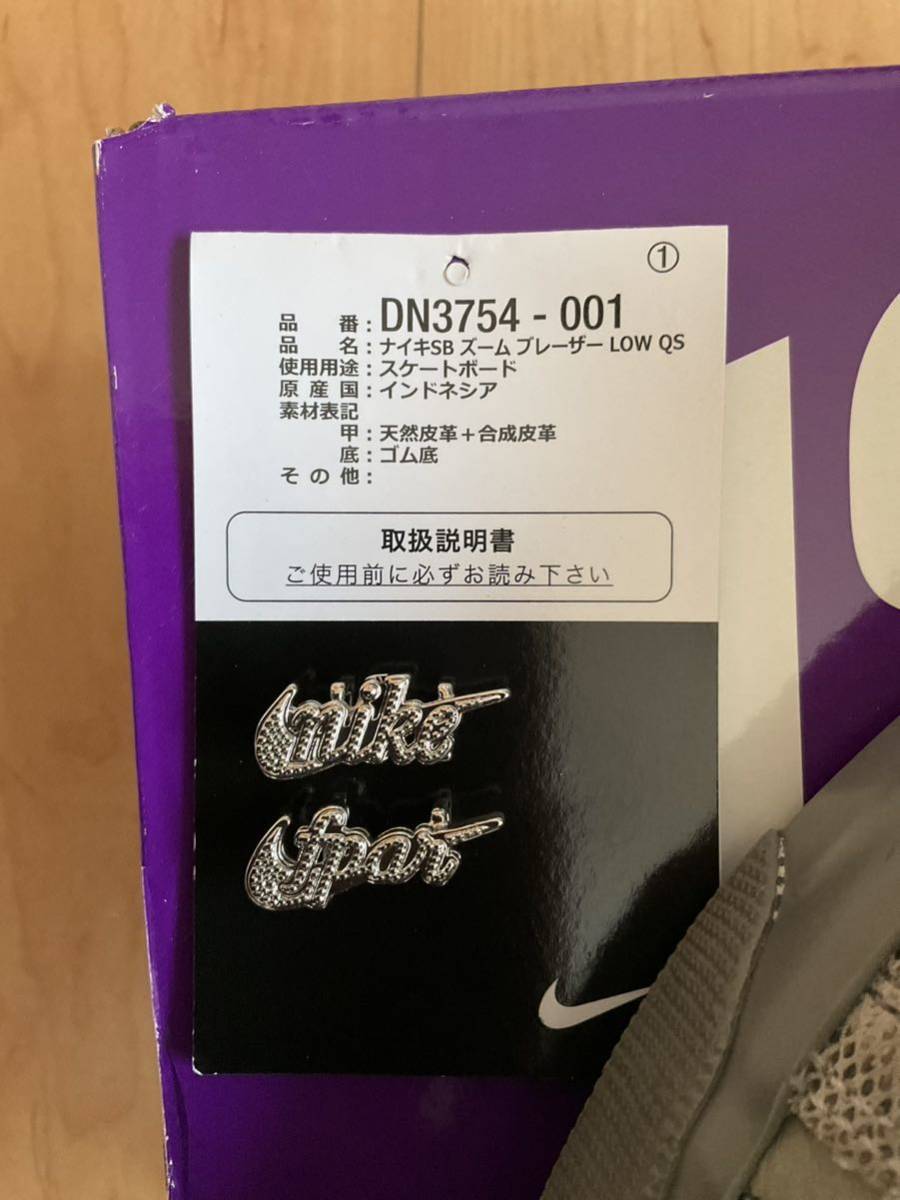 ①
品 番：DN3754 - 001
品 名：ナイキSB ズーム ブレーザー LOW QS
使用用途：スケートボード
原 産 国：インドネシア
素材表記
甲：天然皮革＋合成皮革
底：ゴム底
そ の 他：
取扱説明書
ご使用前に必ずお読み下さい
nike
fpar